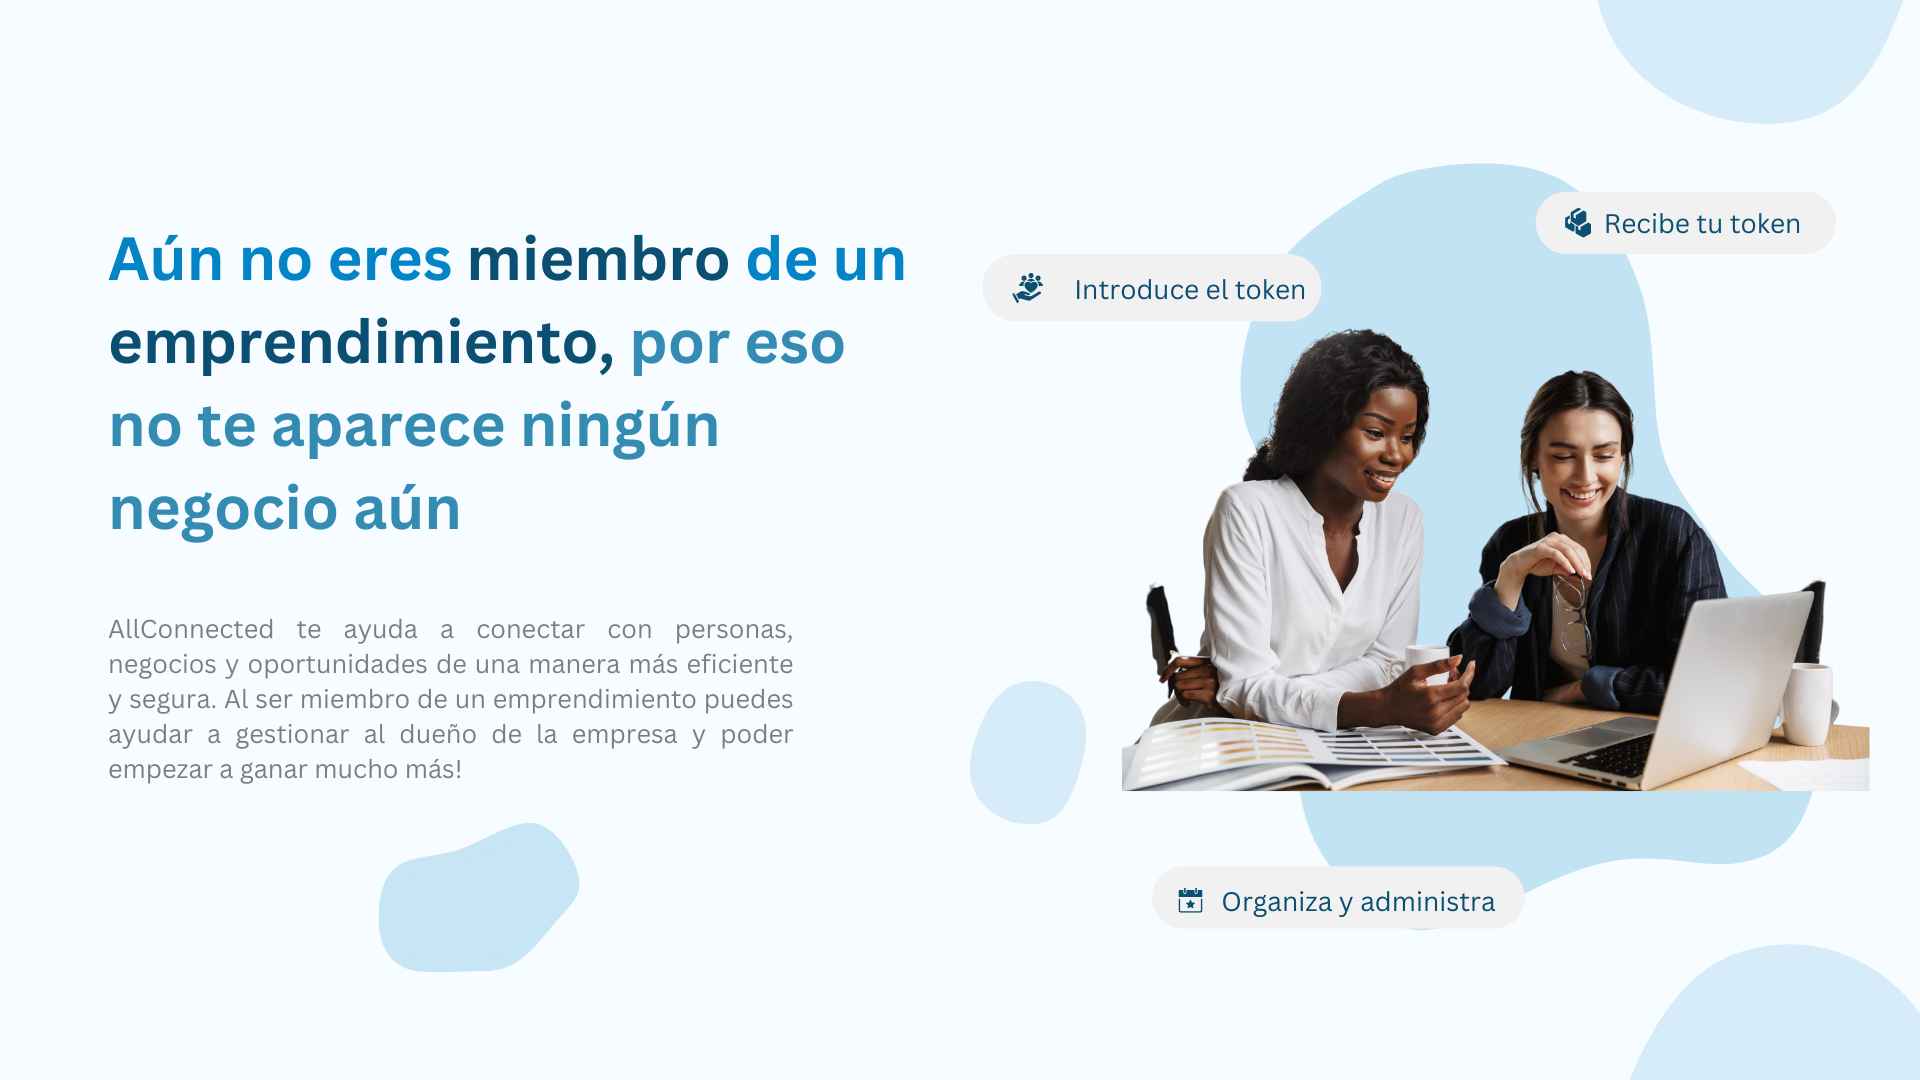 Aún no eres miembro de un
emprendimiento, por eso
no te aparece ningún
negocio aún
AllConnected te ayuda a conectar con personas,
negocios y oportunidades de una manera más eficiente
y segura. Al ser miembro de un emprendimiento puedes
ayudar a gestionar al dueño de la empresa y poder
empezar a ganar mucho más!
Recibe tu token
Introduce el token
Organiza y administra